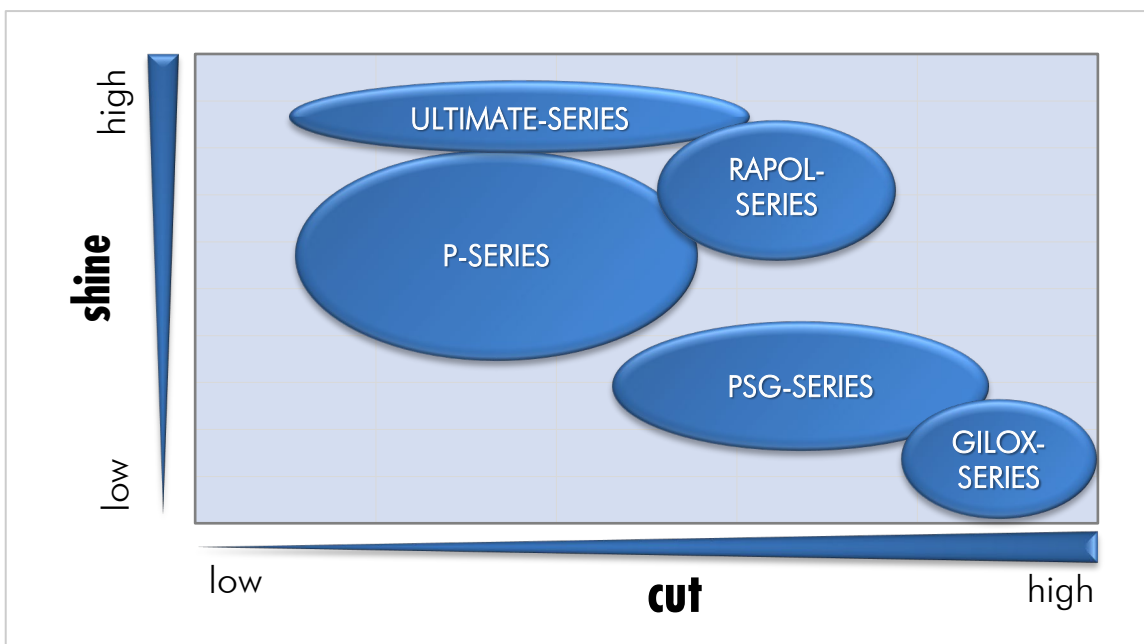 high
ULTIMATE-SERIES
RAPOL-
SERIES
shine
P-SERIES
PSG-SERIES
GILOX-
SERIES
low
low
cut
high